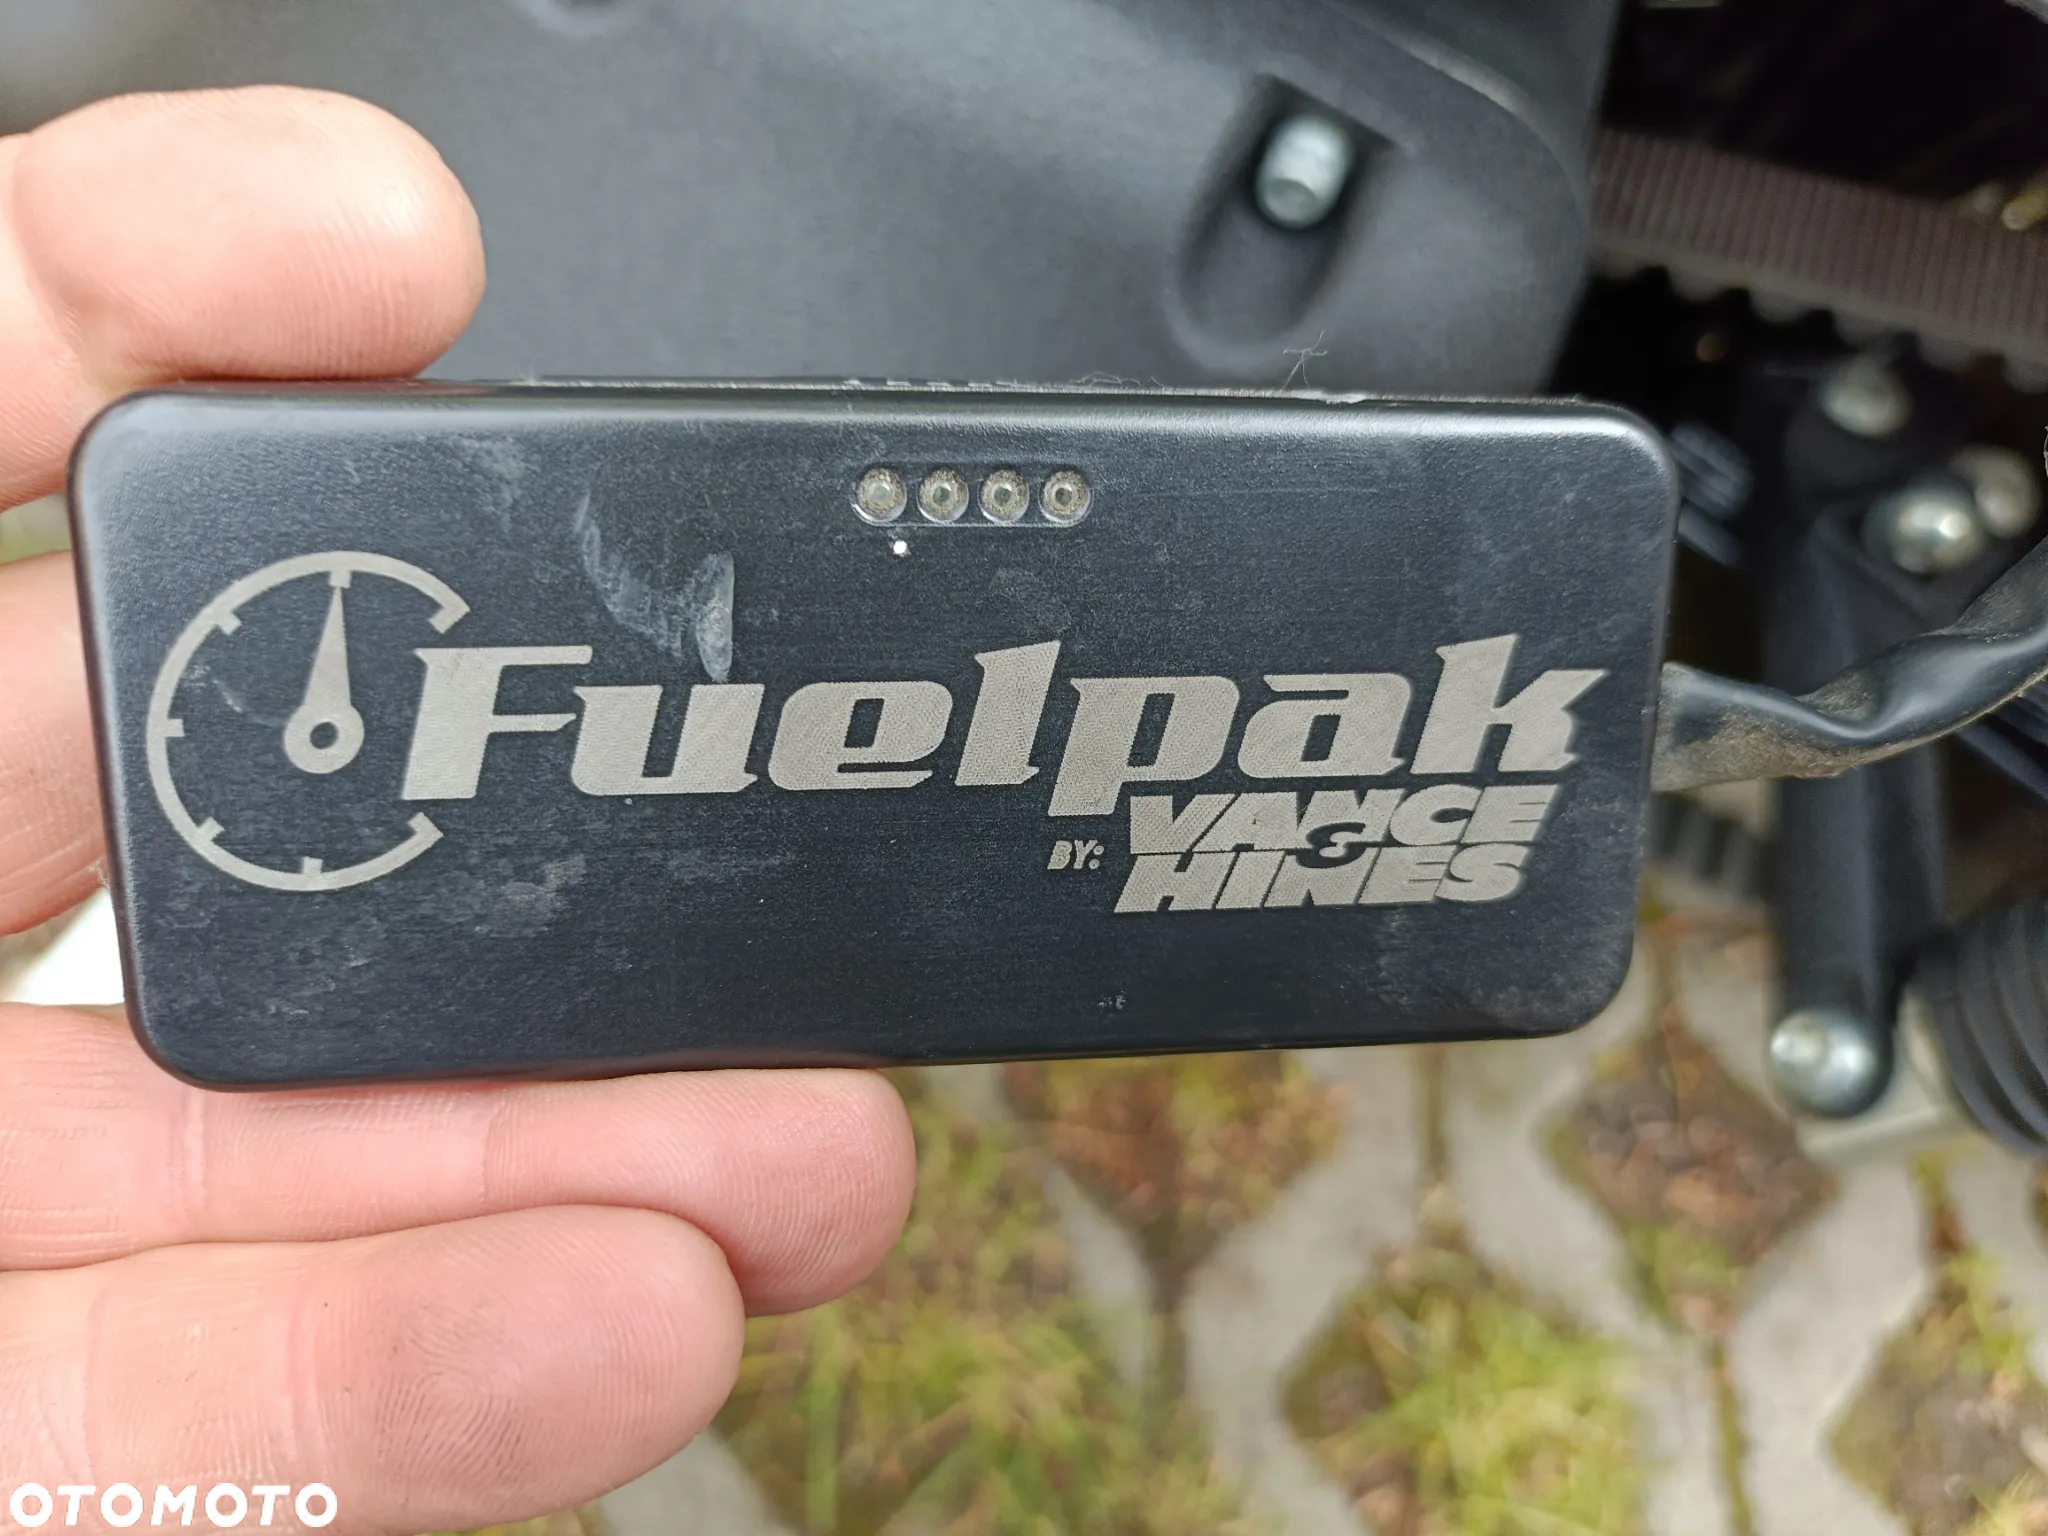 Fuelpak
BY: VANCE
& HINES
OTOMOTO